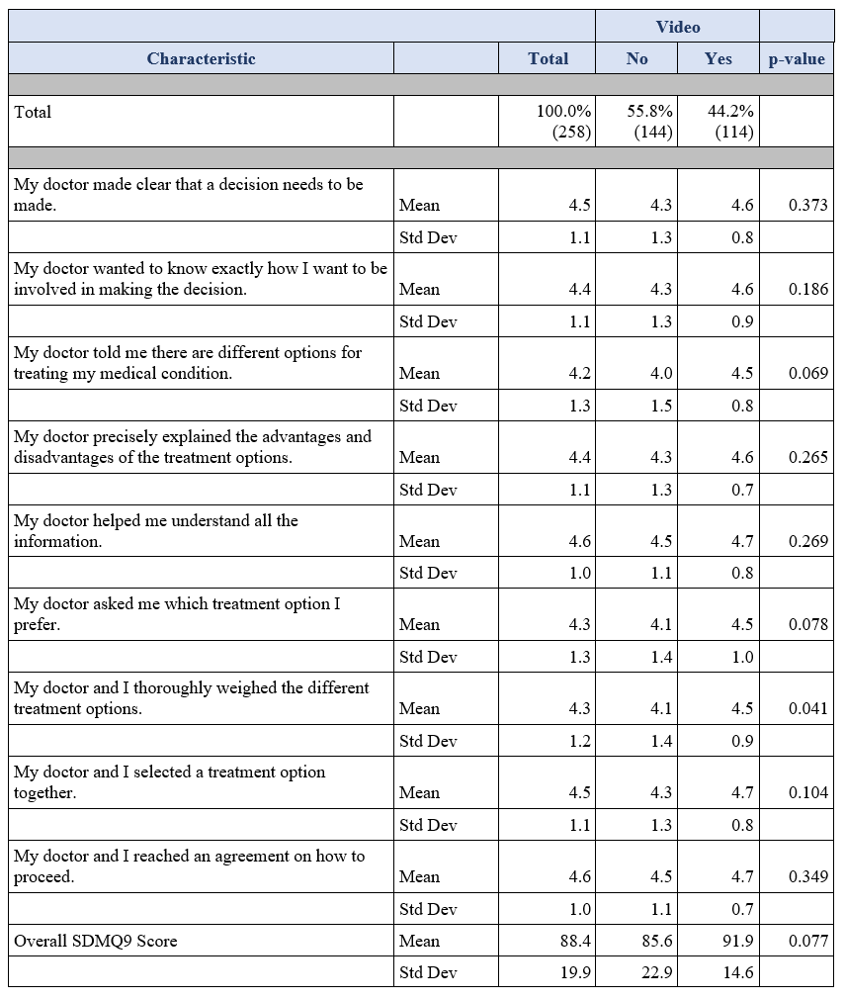 Video
Characteristic Total No Yes p-value
Total 100.0% 55.8% 44.2%
(258) (144) (114)
My doctor made clear that a decision needs to be
made. Mean 4.5 4.3 4.6 0.373
Std Dev 1.1 1.3 0.8
My doctor wanted to know exactly how I want to be
involved in making the decision. Mean 4.4 4.3 4.6 0.186
Std Dev 1.1 1.3 0.9
My doctor told me there are different options for
treating my medical condition. Mean 4.2 4.0 4.5 0.069
Std Dev 1.3 1.5 0.8
My doctor precisely explained the advantages and
disadvantages of the treatment options. Mean 4.4 4.3 4.6 0.265
Std Dev 1.1 1.3 0.7
My doctor helped me understand all the
information. Mean 4.6 4.5 4.7 0.269
Std Dev 1.0 1.1 0.8
My doctor asked me which treatment option I
prefer. Mean 4.3 4.1 4.5 0.078
Std Dev 1.3 1.4 1.0
My doctor and I thoroughly weighed the different
treatment options. Mean 4.3 4.1 4.5 0.041
Std Dev 1.2 1.4 0.9
My doctor and I selected a treatment option
together. Mean 4.5 4.3 4.7 0.104
Std Dev 1.1 1.3 0.8
My doctor and I reached an agreement on how to
proceed. Mean 4.6 4.5 4.7 0.349
Std Dev 1.0 1.1 0.7
Overall SDMQ9 Score Mean 88.4 85.6 91.9 0.077
Std Dev 19.9 22.9 14.6